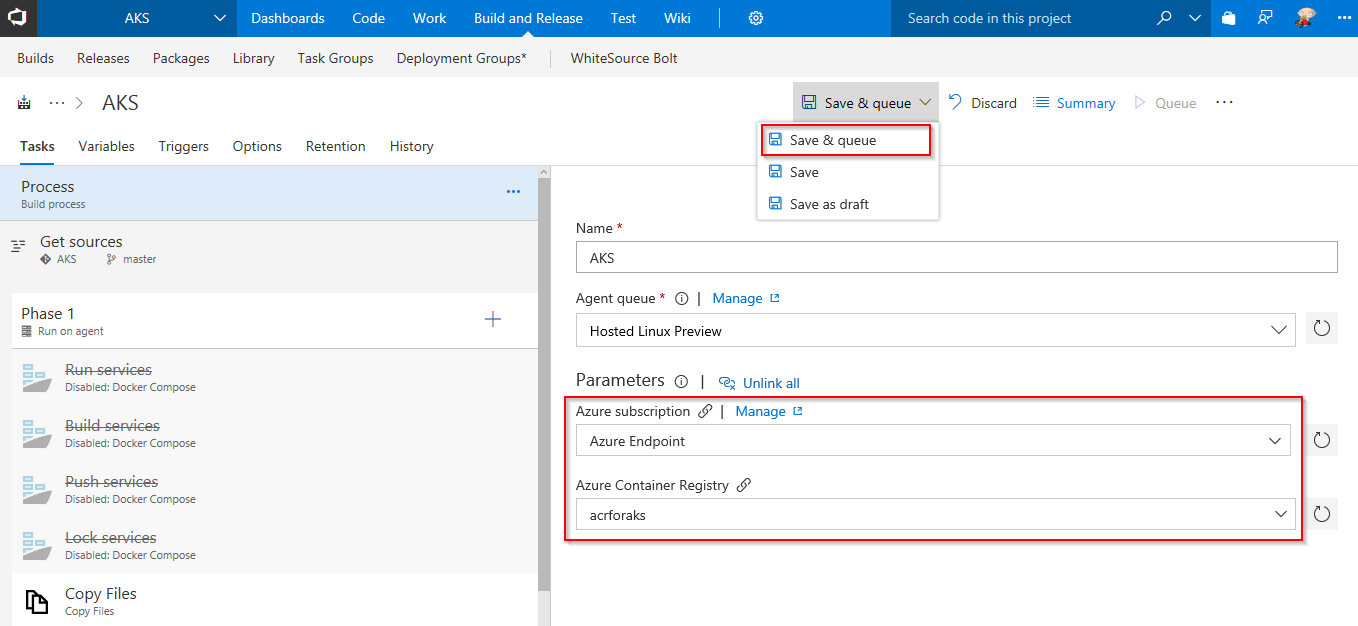 AKS Dashboards Code Work Build and Release Test Wiki Search code in this project
Builds Releases Packages Library Task Groups Deployment Groups* WhiteSource Bolt
AKS
Save & queue Discard Summary Queue
Save & queue
Save
Save as draft
Tasks Variables Triggers Options Retention History
Process
Build process
Get sources
AKS master
Phase 1
Run on agent
Run services
Disabled: Docker Compose
Build services
Disabled: Docker Compose
Push services
Disabled: Docker Compose
Lock services
Disabled: Docker Compose
Copy Files
Copy Files
Name *
AKS
Agent queue * | Manage
Hosted Linux Preview
Parameters | Unlink all
Azure subscription | Manage
Azure Endpoint
Azure Container Registry
acrforaks